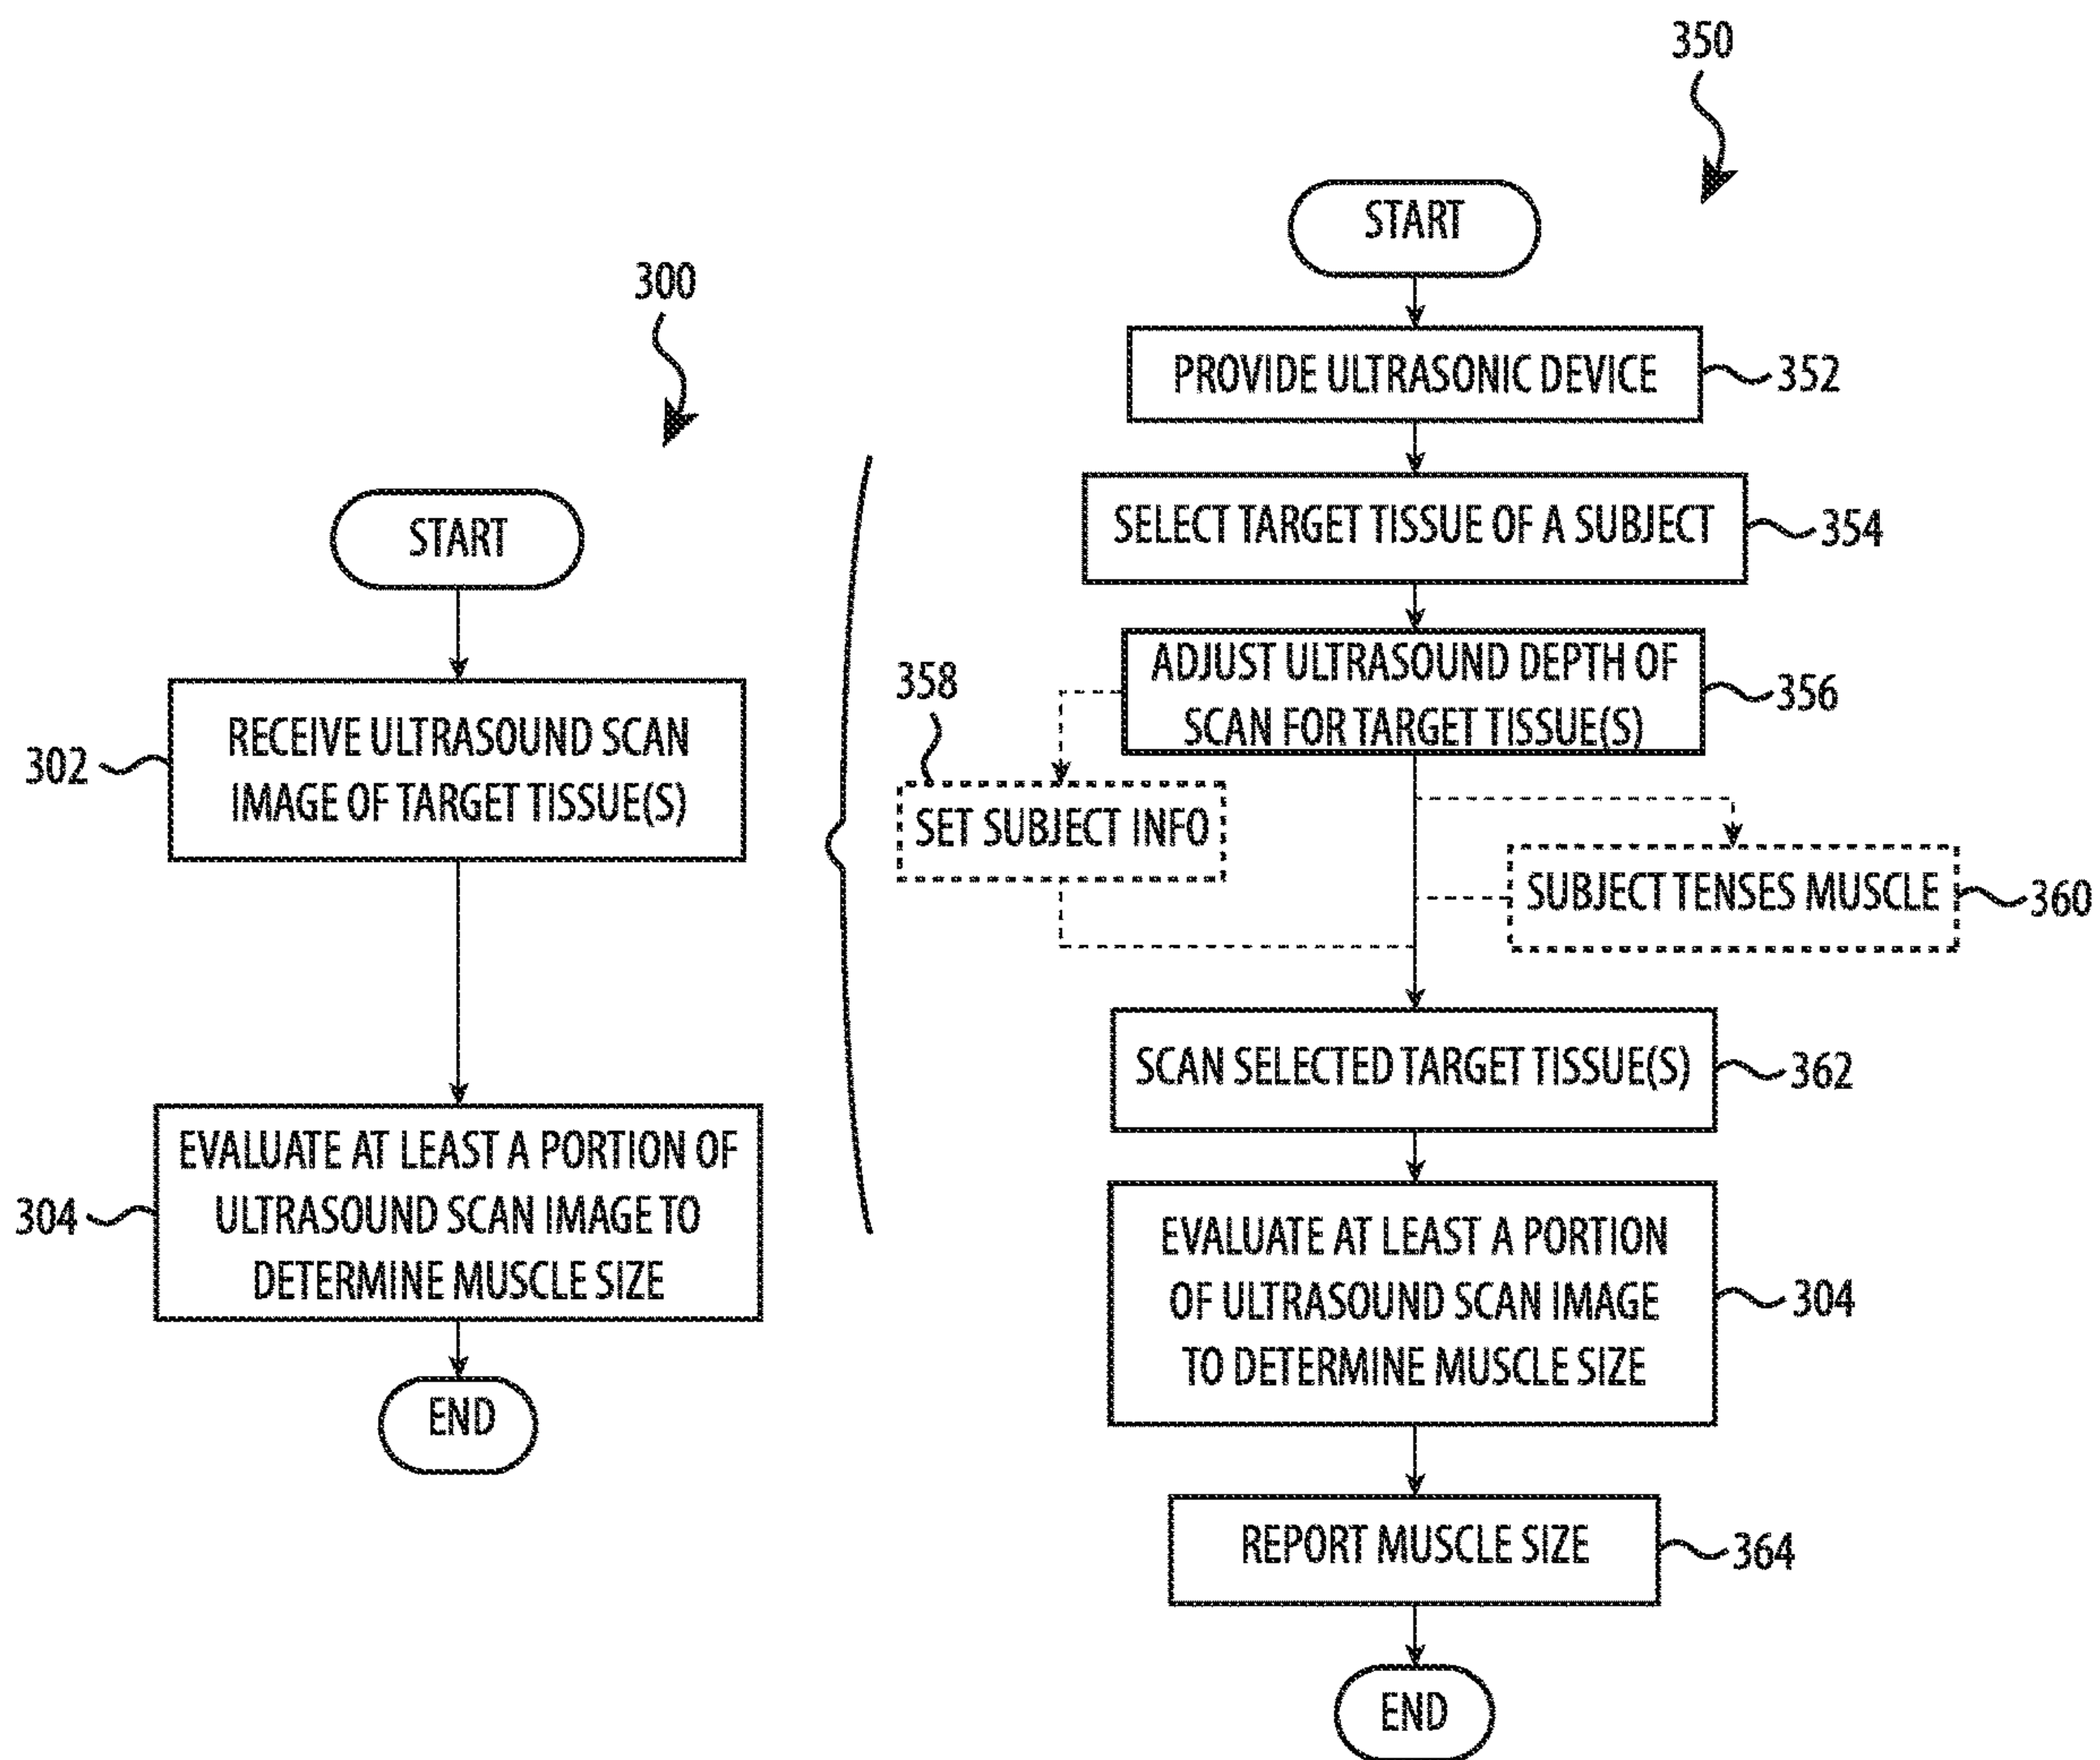 300
START
302
RECEIVE ULTRASOUND SCAN
IMAGE OF TARGET TISSUE(S)
304
EVALUATE AT LEAST A PORTION OF
ULTRASOUND SCAN IMAGE TO
DETERMINE MUSCLE SIZE
END
350
START
PROVIDE ULTRASONIC DEVICE
352
SELECT TARGET TISSUE OF A SUBJECT
354
ADJUST ULTRASOUND DEPTH OF
SCAN FOR TARGET TISSUE(S)
356
358
SET SUBJECT INFO
SUBJECT TENSES MUSCLE
360
SCAN SELECTED TARGET TISSUE(S)
362
EVALUATE AT LEAST A PORTION
OF ULTRASOUND SCAN IMAGE
TO DETERMINE MUSCLE SIZE
304
REPORT MUSCLE SIZE
364
END